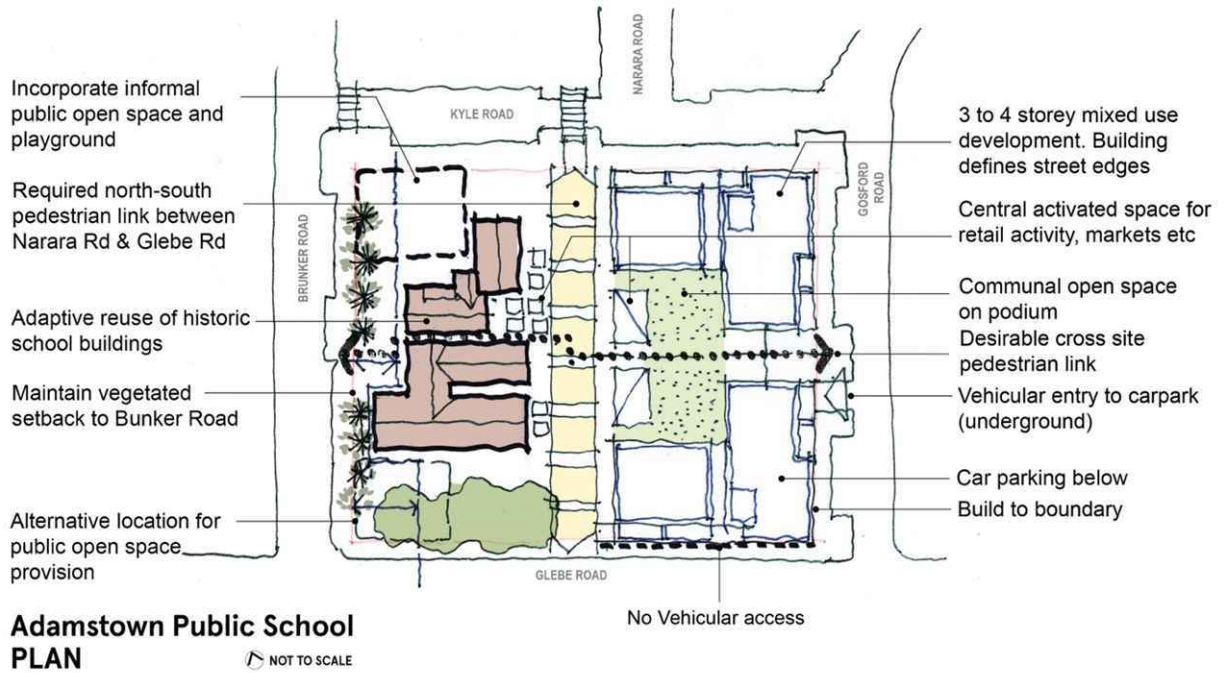 NARARA ROAD
KYLE ROAD
BRUNKER ROAD
GOSFORD
ROAD
GLEBE ROAD
Incorporate informal
public open space and
playground
Required north-south
pedestrian link between
Narara Rd & Glebe Rd
Adaptive reuse of historic
school buildings
Maintain vegetated
setback to Bunker Road
Alternative location for
public open space
provision
3 to 4 storey mixed use
development. Building
defines street edges
Central activated space for
retail activity, markets etc
Communal open space
on podium
Desirable cross site
pedestrian link
Vehicular entry to carpark
(underground)
Car parking below
Build to boundary
No Vehicular access
Adamstown Public School
PLAN
NOT TO SCALE